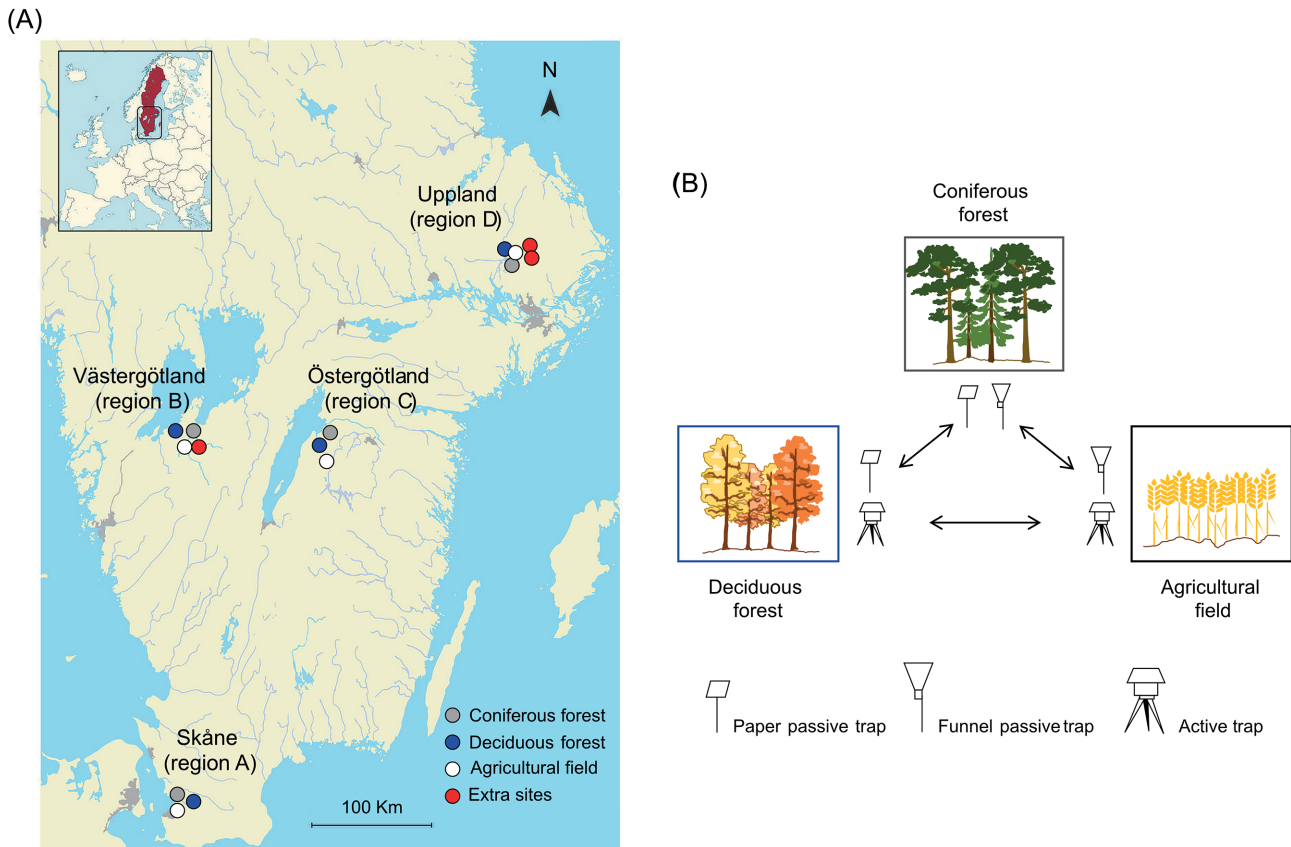 (A)
N
Uppland
(region D)
Västergötland
(region B)
Östergötland
(region C)
Skåne
(region A)
Coniferous forest
Deciduous forest
Agricultural field
Extra sites
100 Km
(B)
Coniferous
forest
Deciduous
forest
Agricultural
field
Paper passive trap
Funnel passive trap
Active trap